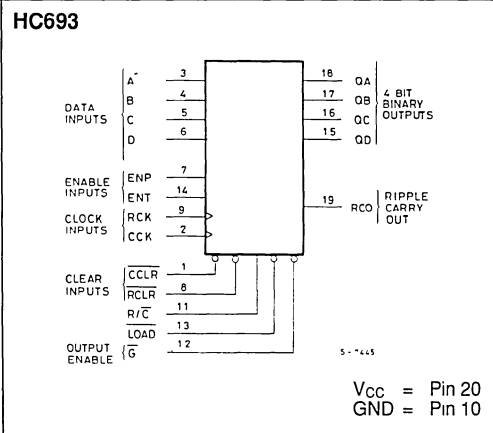 HC693
DATA INPUTS
A 3
B 4
C 5
D 6
ENABLE INPUTS
ENP 7
ENT 14
CLOCK INPUTS
RCK 9
CCK 2
CLEAR INPUTS
CCLR 1
RCLR 8
R/C 11
LOAD 13
OUTPUT ENABLE
G 12
18 QA
17 QB
16 QC
15 QD
4 BIT BINARY OUTPUTS
19 RCO
RIPPLE CARRY OUT
VCC = Pin 20
GND = Pin 10